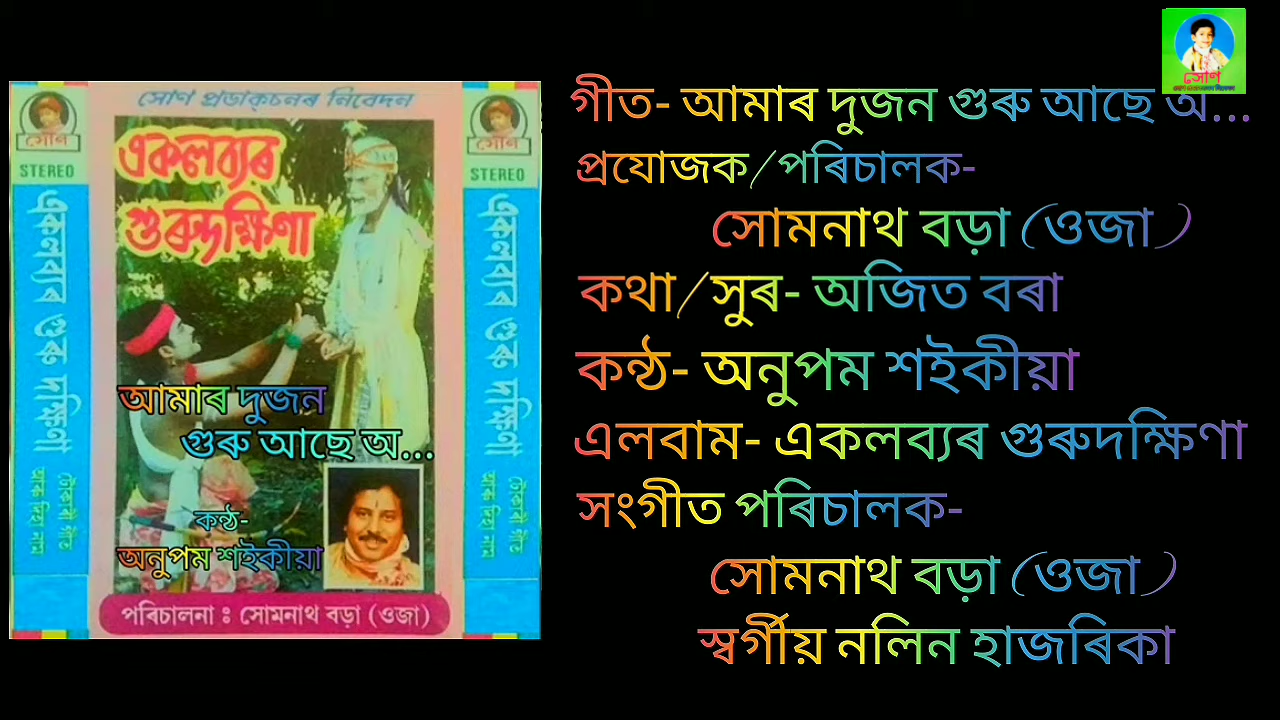 সোণ প্ৰডাক্চনৰ নিবেদন
সোণ
STEREO
একলব্যৰ
গুৰুদক্ষিণা
সোণ
STEREO
একলব্যৰ গুৰু দক্ষিণা
একলব্যৰ গুৰু দক্ষিণা
আমাৰ দুজন
গুৰু আছে অ...
কন্ঠ-
অনুপম শইকীয়া
পৰিচালনা ঃ সোমনাথ বড়া (ওজা)
সোণ
গীত- আমাৰ দুজন গুৰু আছে অ...
প্ৰযোজক/পৰিচালক-
সোমনাথ বড়া (ওজা)
কথা/সুৰ- অজিত বৰা
কন্ঠ- অনুপম শইকীয়া
এলবাম- একলব্যৰ গুৰুদক্ষিণা
সংগীত পৰিচালক-
সোমনাথ বড়া (ওজা)
স্বৰ্গীয় নলিন হাজৰিকা